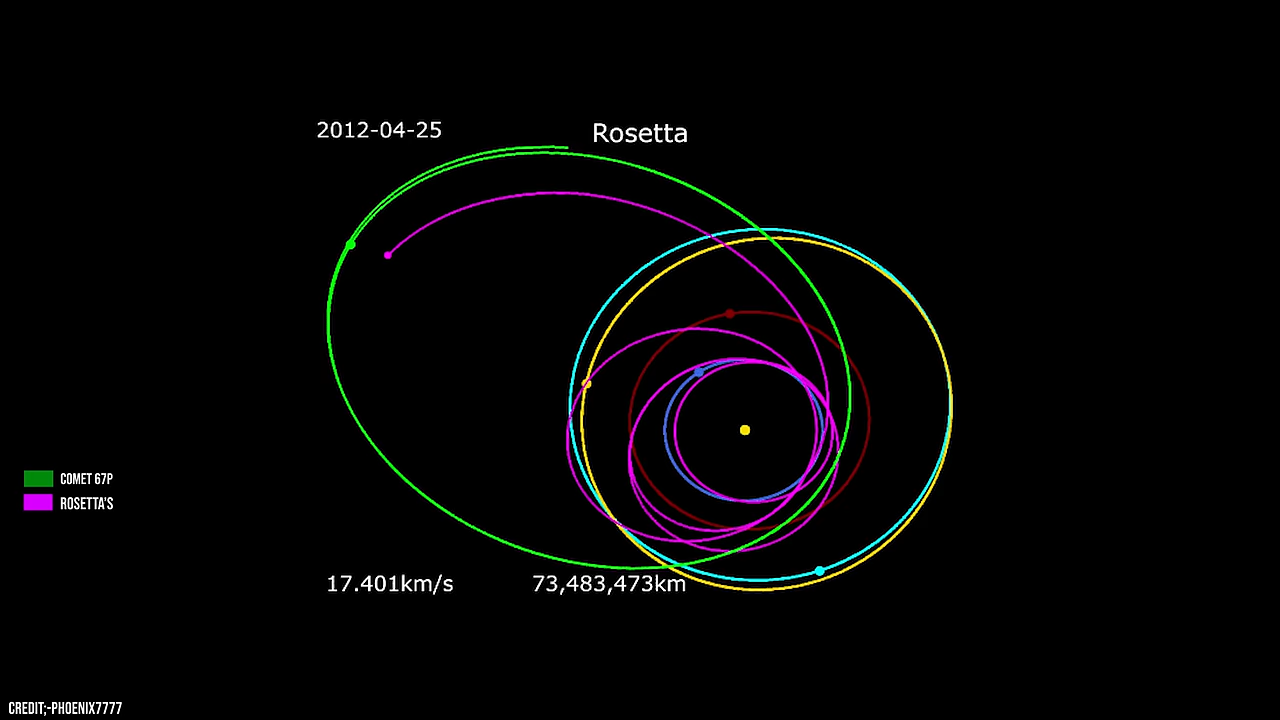 2012-04-25
Rosetta
COMET 67P
ROSETTA'S
17.401km/s
73,483,473km
CREDIT;-PHOENIX7777